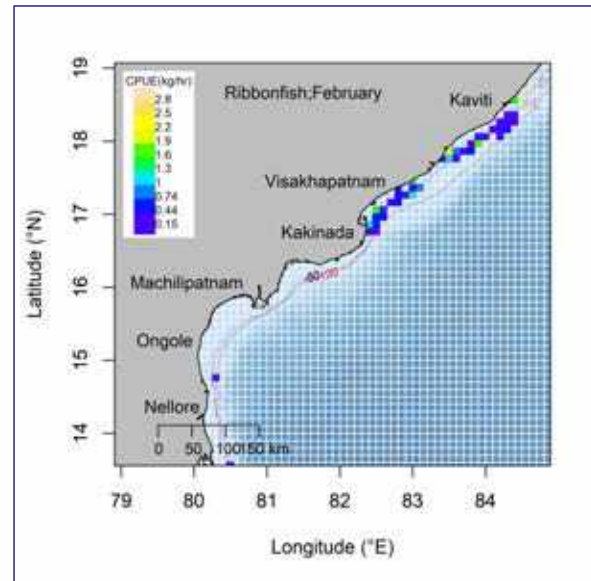 CPUE(kg/hr)
2.8
2.5
2.2
1.9
1.6
1.3
1
0.74
0.44
0.15
Ribbonfish;February
Kaviti
Visakhapatnam
Kakinada
Machilipatnam
Ongole
Nellore
0 50 100 150 km
19
18
17
16
15
14
Latitude (°N)
79 80 81 82 83 84
Longitude (°E)